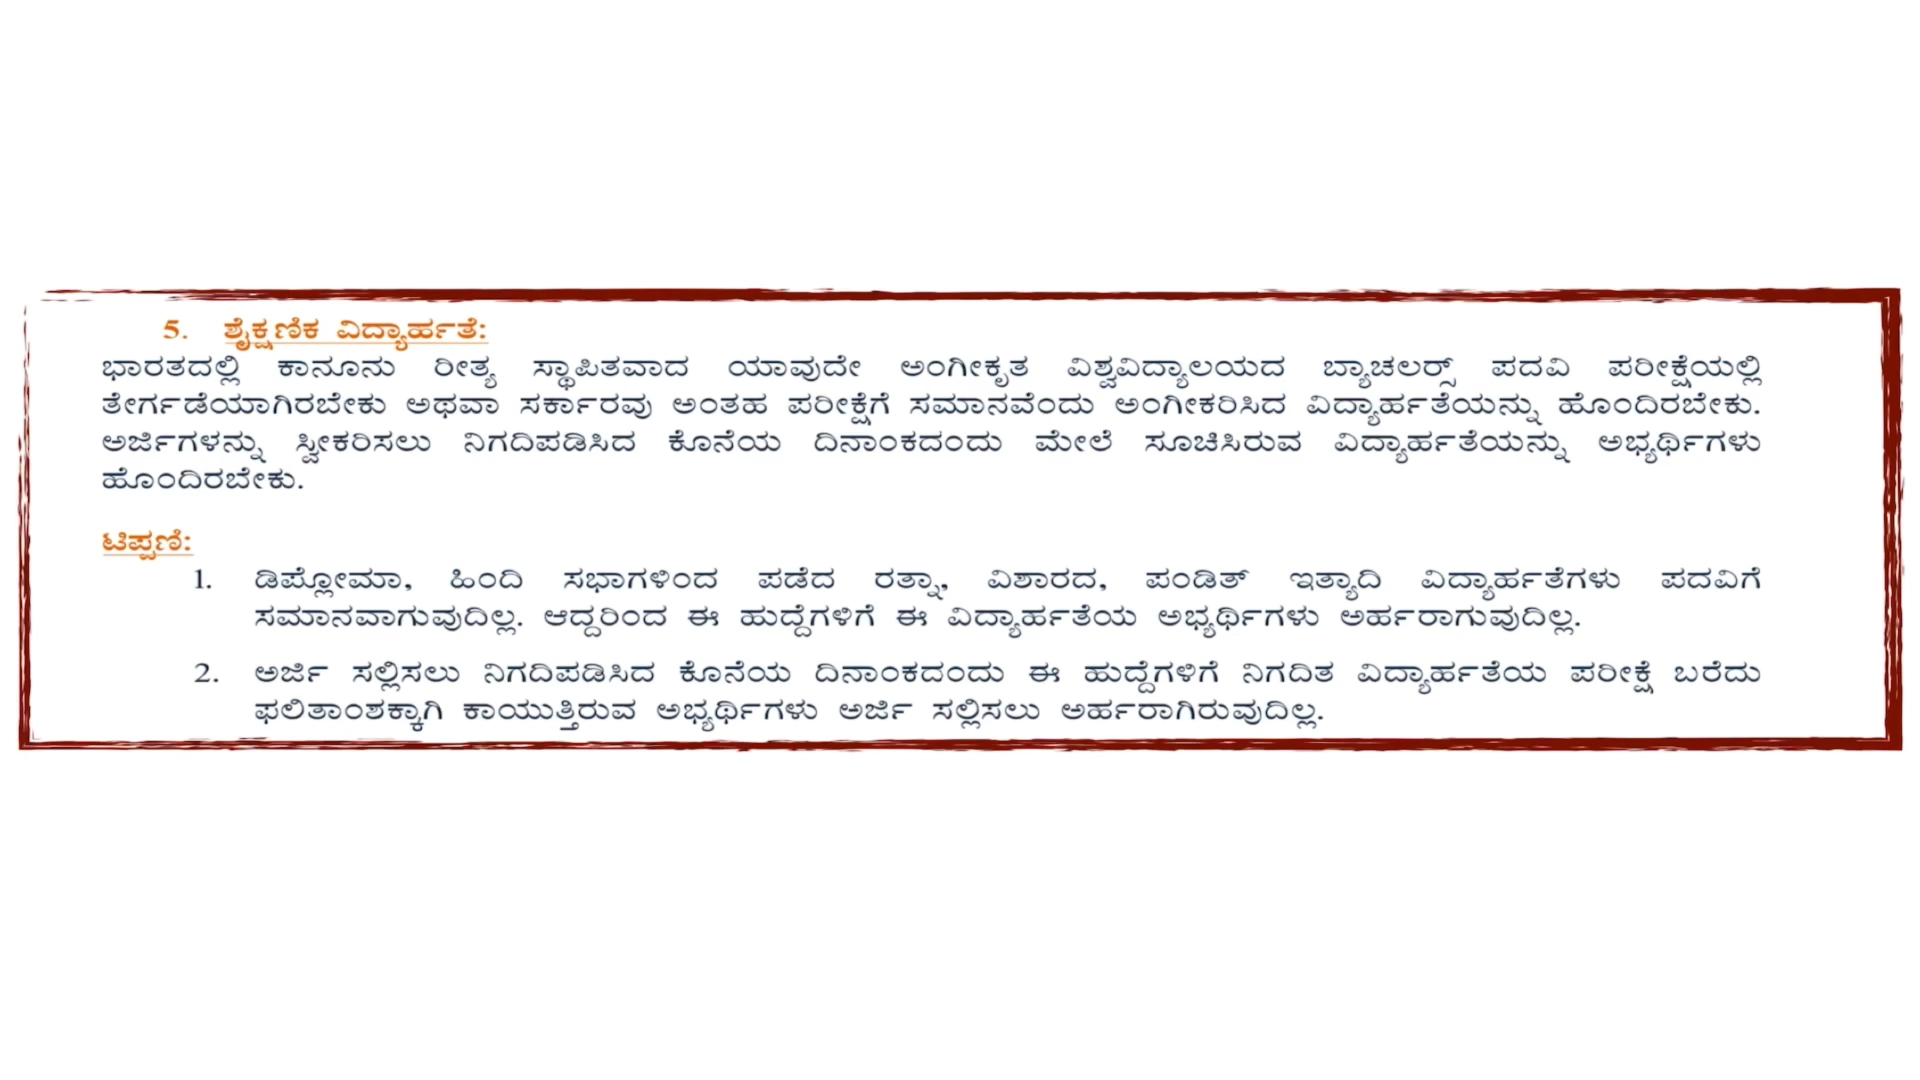 5. ಶೈಕ್ಷಣಿಕ ವಿದ್ಯಾರ್ಹತೆ:
ಭಾರತದಲ್ಲಿ ಕಾನೂನು ರೀತ್ಯ ಸ್ಥಾಪಿತವಾದ ಯಾವುದೇ ಅಂಗೀಕೃತ ವಿಶ್ವವಿದ್ಯಾಲಯದ ಬ್ಯಾಚಲರ್ಸ್ ಪದವಿ ಪರೀಕ್ಷೆಯಲ್ಲಿ
ತೇರ್ಗಡೆಯಾಗಿರಬೇಕು ಅಥವಾ ಸರ್ಕಾರವು ಅಂತಹ ಪರೀಕ್ಷೆಗೆ ಸಮಾನವೆಂದು ಅಂಗೀಕರಿಸಿದ ವಿದ್ಯಾರ್ಹತೆಯನ್ನು ಹೊಂದಿರಬೇಕು.
ಅರ್ಜಿಗಳನ್ನು ಸ್ವೀಕರಿಸಲು ನಿಗದಿಪಡಿಸಿದ ಕೊನೆಯ ದಿನಾಂಕದಂದು ಮೇಲೆ ಸೂಚಿಸಿರುವ ವಿದ್ಯಾರ್ಹತೆಯನ್ನು ಅಭ್ಯರ್ಥಿಗಳು
ಹೊಂದಿರಬೇಕು.
ಟಿಪ್ಪಣಿ:
1. ಡಿಪ್ಲೋಮಾ, ಹಿಂದಿ ಸಭಾಗಳಿಂದ ಪಡೆದ ರತ್ನಾ, ವಿಶಾರದ, ಪಂಡಿತ್ ಇತ್ಯಾದಿ ವಿದ್ಯಾರ್ಹತೆಗಳು ಪದವಿಗೆ
ಸಮಾನವಾಗುವುದಿಲ್ಲ. ಆದ್ದರಿಂದ ಈ ಹುದ್ದೆಗಳಿಗೆ ಈ ವಿದ್ಯಾರ್ಹತೆಯ ಅಭ್ಯರ್ಥಿಗಳು ಅರ್ಹರಾಗುವುದಿಲ್ಲ.
2. ಅರ್ಜಿ ಸಲ್ಲಿಸಲು ನಿಗದಿಪಡಿಸಿದ ಕೊನೆಯ ದಿನಾಂಕದಂದು ಈ ಹುದ್ದೆಗಳಿಗೆ ನಿಗದಿತ ವಿದ್ಯಾರ್ಹತೆಯ ಪರೀಕ್ಷೆ ಬರೆದು
ಫಲಿತಾಂಶಕ್ಕಾಗಿ ಕಾಯುತ್ತಿರುವ ಅಭ್ಯರ್ಥಿಗಳು ಅರ್ಜಿ ಸಲ್ಲಿಸಲು ಅರ್ಹರಾಗಿರುವುದಿಲ್ಲ.